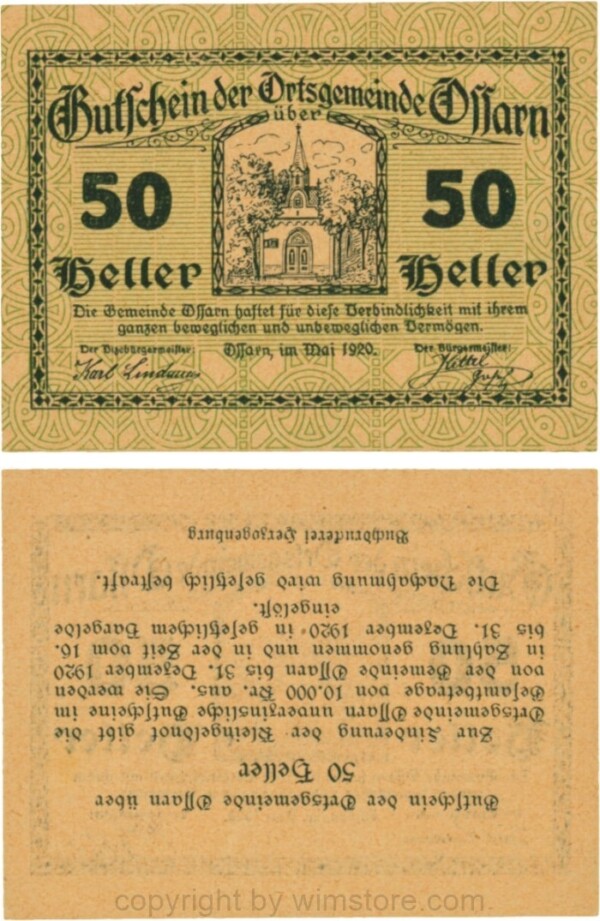 Gutschein der Ortsgemeinde Ossarn
über
50 50
Heller Heller
Die Gemeinde Ossarn haftet für diese Verbindlichkeit mit ihrem
ganzen beweglichen und unbeweglichen Vermögen.
Der Vizebürgermeister: Ossarn, im Mai 1920. Der Bürgermeister:
Karl
Gutschein der Ortsgemeinde Ossarn über
50 Heller
Zur Linderung der Kleingeldnot gibt die
Ortsgemeinde Ossarn unverzinsliche Gutscheine im
Gesamtbetrage von 10.000 Kr. aus. Sie werden
von der Gemeinde Ossarn bis 31. Dezember 1920
in Zahlung genommen und in der Zeit vom 16.
bis 31. Dezember 1920 in gesetzlichem Bargelde
eingelöst.
Die Nachahmung wird gesetzlich bestraft.
Buchdruckerei Herzogenburg
copyright by wimstore.com